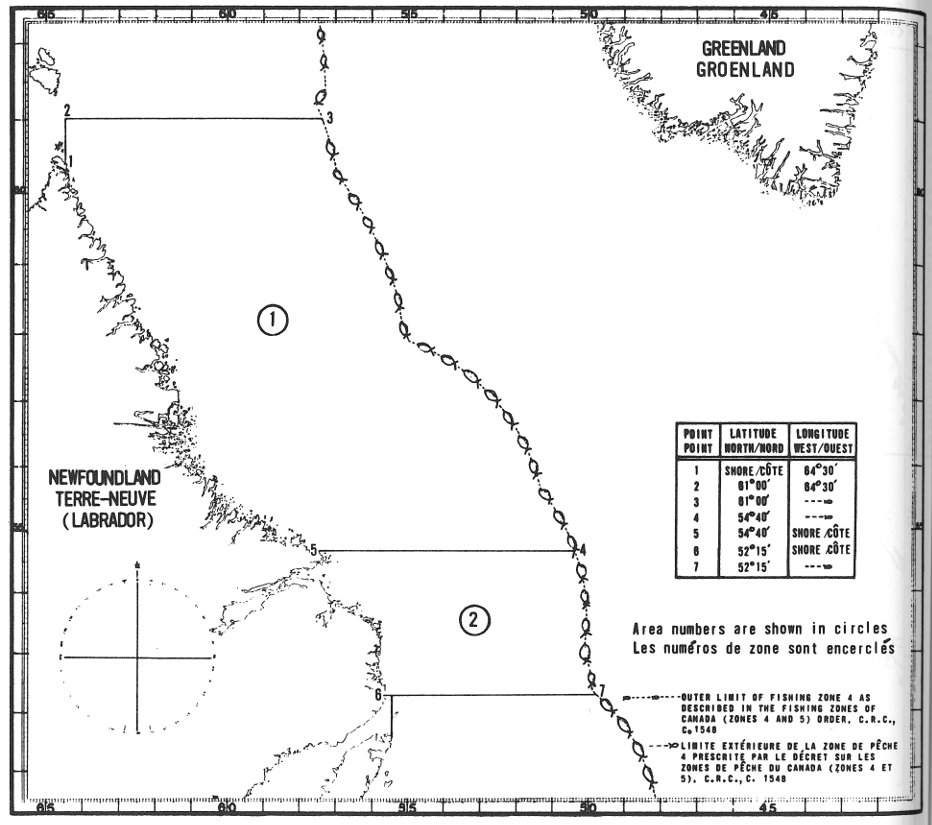 65 60 55 50 45
GREENLAND
GROENLAND
2
3
1
60
60
1
NEWFOUNDLAND
TERRE-NEUVE
(LABRADOR)
POINT LATITUDE LONGITUDE
POINT NORTH/NORD WEST/OUEST
1 SHORE/CÔTE 64°30′
2 61°00′ 64°30′
3 61°00′ ----
4 54°40′ ----
5 54°40′ SHORE/CÔTE
6 52°15′ SHORE/CÔTE
7 52°15′ ----
55
5
4
2
Area numbers are shown in circles
Les numéros de zone sont encerclés
6
7
OUTER LIMIT OF FISHING ZONE 4 AS
DESCRIBED IN THE FISHING ZONES OF
CANADA (ZONES 4 AND 5) ORDER, C.R.C.,
C. 1548
LIMITE EXTÉRIEURE DE LA ZONE DE PÊCHE
4 PRESCRITE PAR LE DÉCRET SUR LES
ZONES DE PÊCHE DU CANADA (ZONES 4 ET
5), C.R.C., C. 1548
65 60 55 50 45